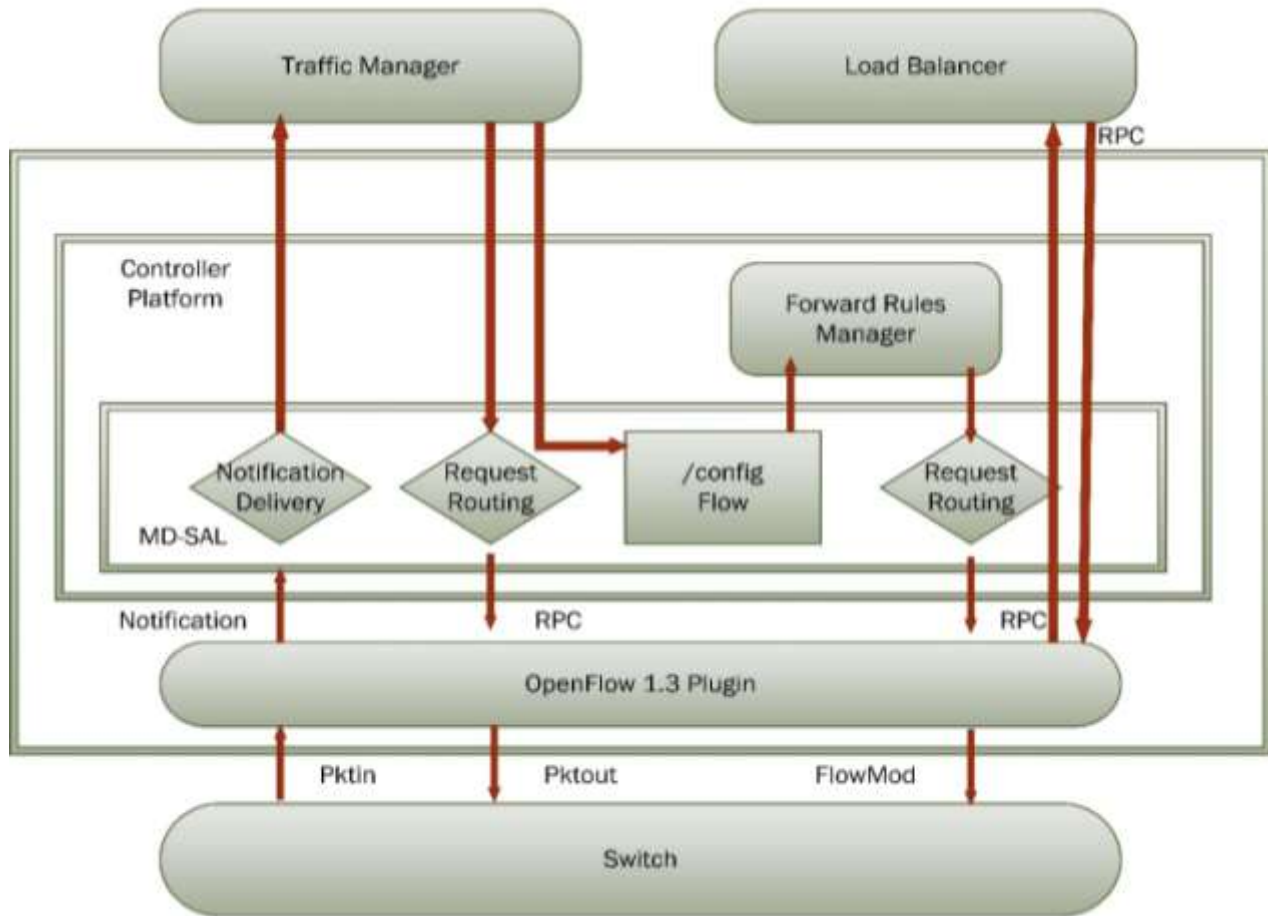 Traffic Manager
Load Balancer
RPC
Controller
Platform
Forward Rules
Manager
Notification
Delivery
Request
Routing
/config
Flow
Request
Routing
MD-SAL
Notification
RPC
RPC
OpenFlow 1.3 Plugin
PktIn
Pktout
FlowMod
Switch